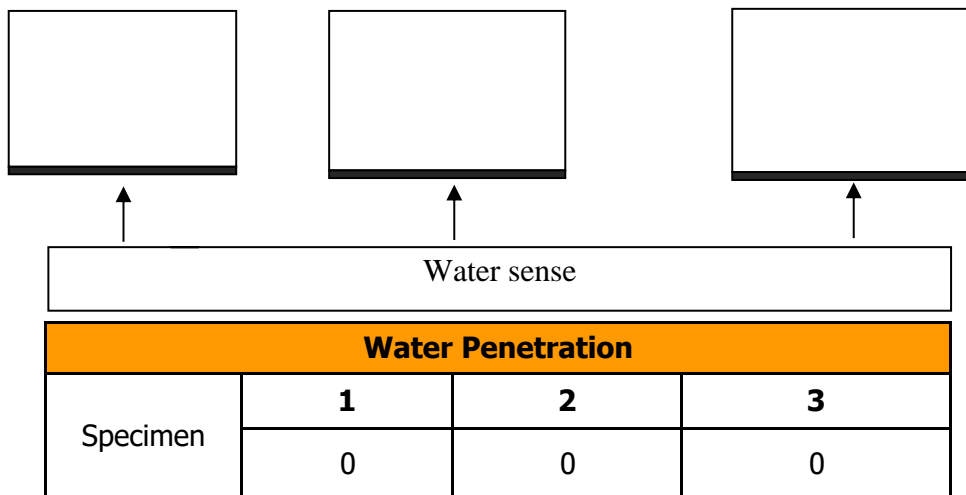 Water sense
Water Penetration
Specimen
1 2 3
0 0 0